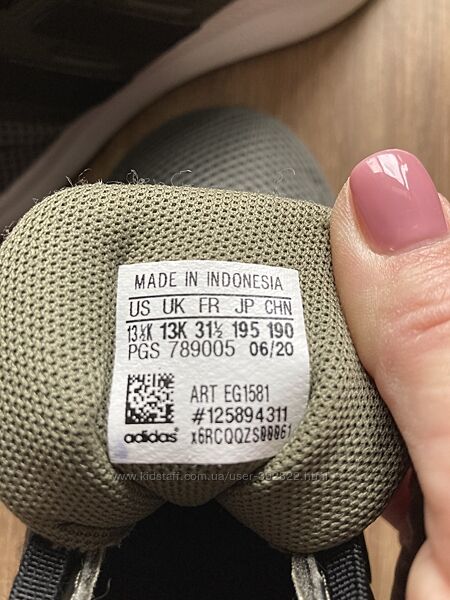 MADE IN INDONESIA
US UK FR JP CHN
13½K 13K 31½ 195 190
PGS 789005 06/20
ART EG1581
#125894311
adidas® x6RCQQZS00061